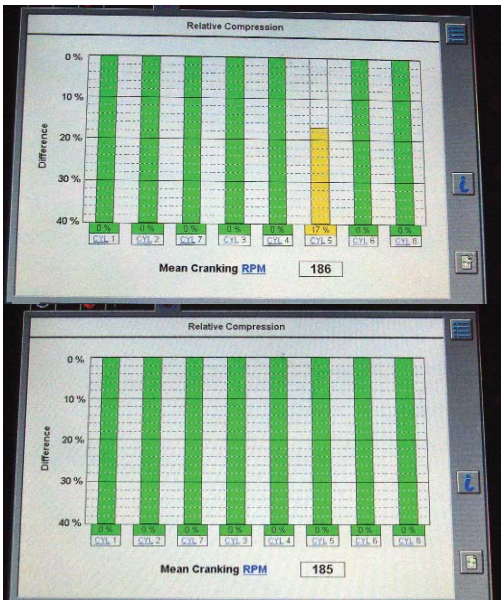 Relative Compression
0 %
10 %
20 %
30 %
40 %
Difference
0 % 0 % 0 % 0 % 0 % 17 % 0 % 0 %
CYL 1 CYL 2 CYL 7 CYL 3 CYL 4 CYL 5 CYL 6 CYL 8
Mean Cranking RPM 186
i
Relative Compression
0 %
10 %
20 %
30 %
40 %
Difference
0 % 0 % 0 % 0 % 0 % 0 % 0 % 0 %
CYL 1 CYL 2 CYL 7 CYL 3 CYL 4 CYL 5 CYL 6 CYL 8
Mean Cranking RPM 185
i